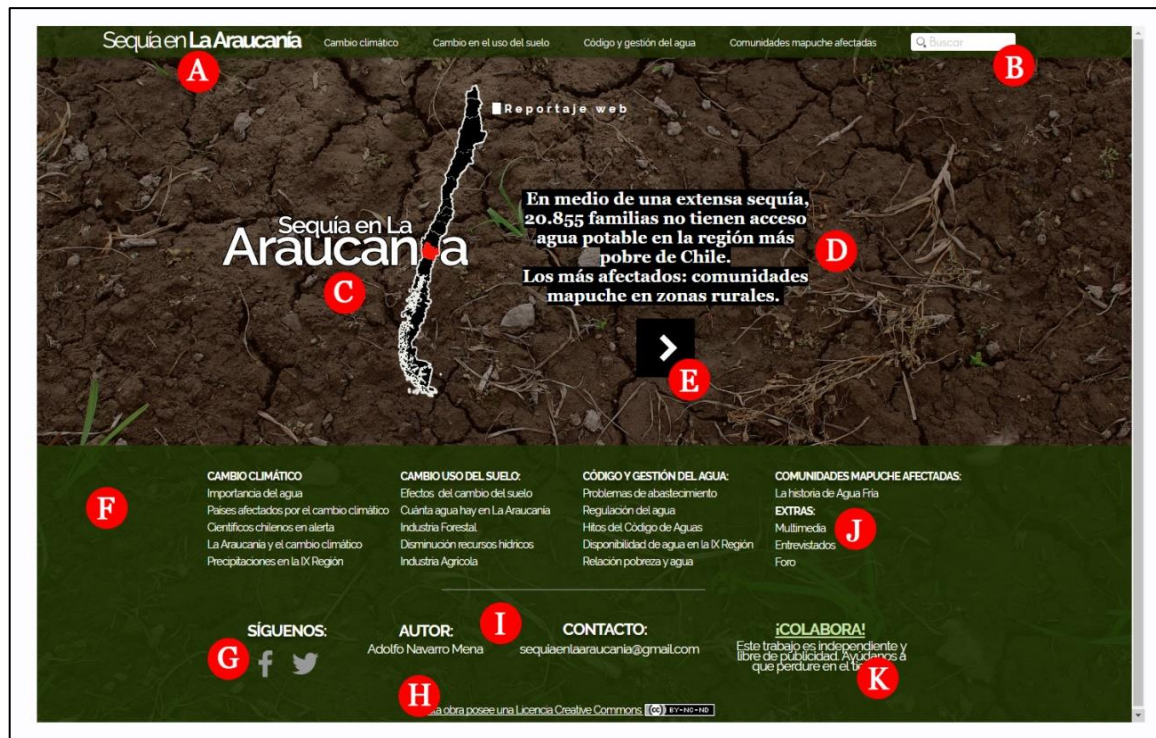 Sequía en La Araucanía Cambio climático Cambio en el uso del suelo Código y gestión del agua Comunidades mapuche afectadas Buscar
A
B
Reportaje web
Sequía en La
Araucanía
C
En medio de una extensa sequía,
20.855 familias no tienen acceso
agua potable en la región más
pobre de Chile.
Los más afectados: comunidades
mapuche en zonas rurales.
D
E
F
CAMBIO CLIMÁTICO
Importancia del agua
Países afectados por el cambio climático
Científicos chilenos en alerta
La Araucanía y el cambio climático
Precipitaciones en la IX Región
CAMBIO USO DEL SUELO:
Efectos del cambio del suelo
Cuánta agua hay en La Araucanía
Industria Forestal
Disminución recursos hídricos
Industria Agrícola
CÓDIGO Y GESTIÓN DEL AGUA:
Problemas de abastecimiento
Regulación del agua
Hitos del Código de Aguas
Disponibilidad de agua en la IX Región
Relación pobreza y agua
COMUNIDADES MAPUCHE AFECTADAS:
La historia de Agua Fría
EXTRAS:
Multimedia
Entrevistados
Foro
J
SÍGUENOS:
G
AUTOR:
Adolfo Navarro Mena
I
CONTACTO:
sequiaenlaaraucania@gmail.com
¡COLABORA!
Este trabajo es independiente y
libre de publicidad. Ayúdanos a
que perdure en el
K
H
obra posee una Licencia Creative Commons (cc) BY-NC-ND